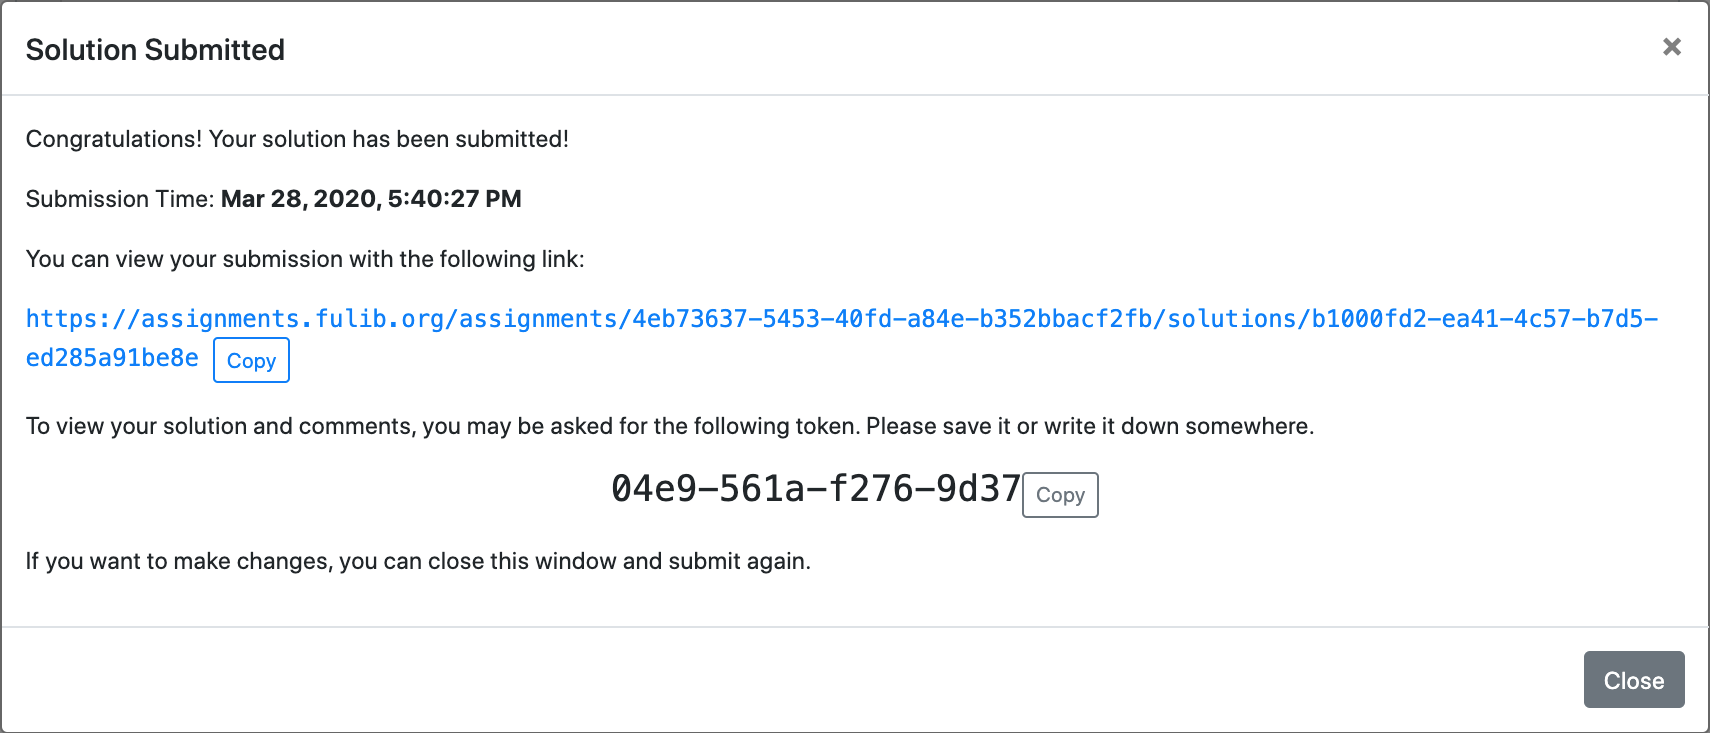 Solution Submitted
×
Congratulations! Your solution has been submitted!
Submission Time: Mar 28, 2020, 5:40:27 PM
You can view your submission with the following link:
https://assignments.fulib.org/assignments/4eb73637-5453-40fd-a84e-b352bbacf2fb/solutions/b1000fd2-ea41-4c57-b7d5-
ed285a91be8e Copy
To view your solution and comments, you may be asked for the following token. Please save it or write it down somewhere.
04e9-561a-f276-9d37 Copy
If you want to make changes, you can close this window and submit again.
Close